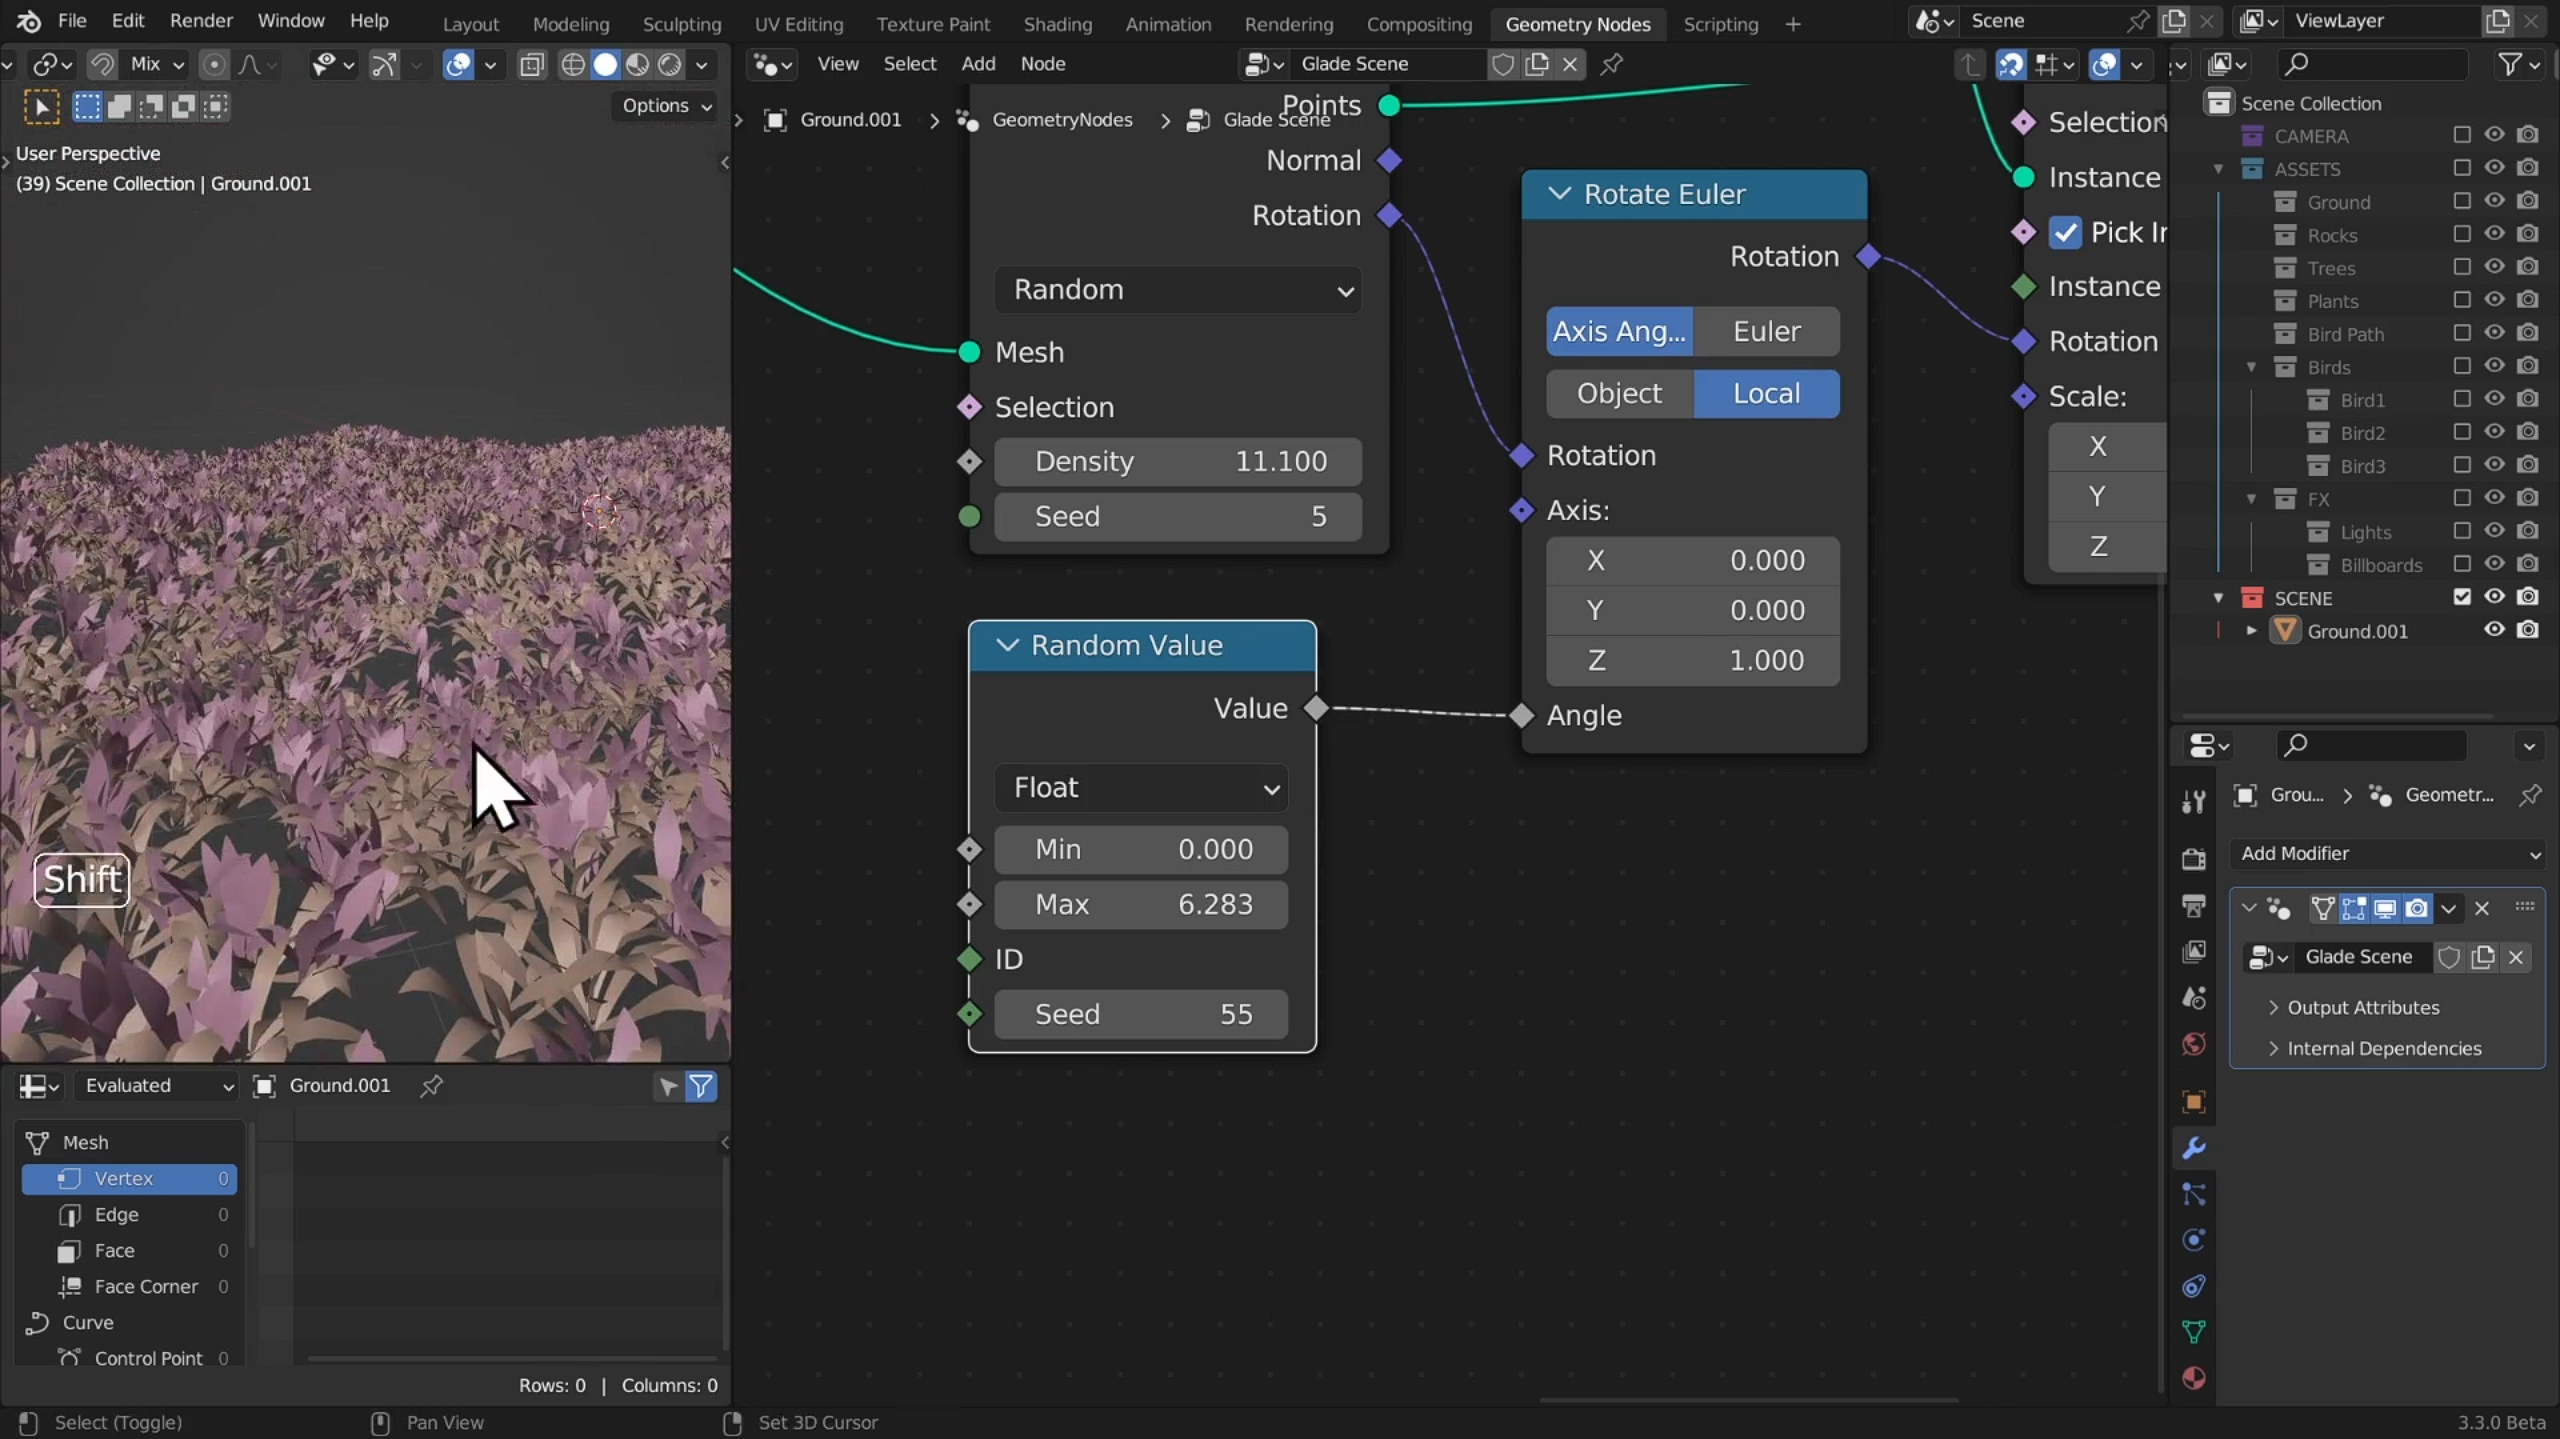 File Edit Render Window Help Layout Modeling Sculpting UV Editing Texture Paint Shading Animation Rendering Compositing Geometry Nodes Scripting + Scene ViewLayer
Mix
View Select Add Node Glade Scene
Options
User Perspective
(39) Scene Collection | Ground.001
Shift
Ground.001 > GeometryNodes > Glade Scene
Points
Normal
Rotation
Random
Mesh
Selection
Density 11.100
Seed 5
Random Value
Value
Float
Min 0.000
Max 6.283
ID
Seed 55
Rotate Euler
Rotation
Axis Ang... Euler
Object Local
Rotation
Axis:
X 0.000
Y 0.000
Z 1.000
Angle
Selection
Instance
Pick In
Instance
Rotation
Scale:
X
Y
Z
Scene Collection
CAMERA
ASSETS
Ground
Rocks
Trees
Plants
Bird Path
Birds
Bird1
Bird2
Bird3
FX
Lights
Billboards
SCENE
Ground.001
Grou... > Geometr...
Add Modifier
Glade Scene
> Output Attributes
> Internal Dependencies
Evaluated Ground.001
Mesh
Vertex 0
Edge 0
Face 0
Face Corner 0
Curve
Control Point 0
Rows: 0 | Columns: 0
Select (Toggle) Pan View Set 3D Cursor 3.3.0 Beta